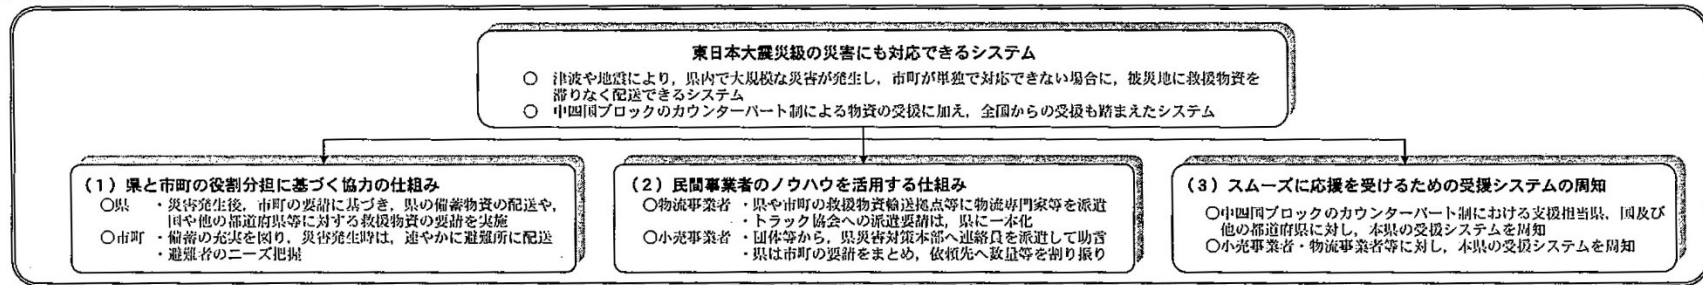 東日本大震災級の災害にも対応できるシステム
○ 津波や地震により，県内で大規模な災害が発生し，市町が単独で対応できない場合に，被災地に救援物資を
滞りなく配送できるシステム
○ 中四国ブロックのカウンターパート制による物資の受援に加え，全国からの受援も踏まえたシステム
（１）県と市町の役割分担に基づく協力の仕組み
○県 ・災害発生後，市町の要請に基づき，県の備蓄物資の配送や，
国や他の都道府県等に対する救援物資の要請を実施
○市町 ・備蓄の充実を図り，災害発生時は，速やかに避難所に配送
・避難者のニーズ把握
（２）民間事業者のノウハウを活用する仕組み
○物流事業者 ・県や市町の救援物資輸送拠点等に物流専門家等を派遣
・トラック協会への派遣要請は，県に一本化
○小売事業者 ・団体等から，県災害対策本部へ連絡員を派遣して助言
・県は市町の要請をまとめ，依頼先へ数量等を割り振り
（３）スムーズに応援を受けるための受援システムの周知
○中四国ブロックのカウンターパート制における支援担当県，国及び
他の都道府県に対し，本県の受援システムを周知
○小売事業者・物流事業者等に対し，本県の受援システムを周知